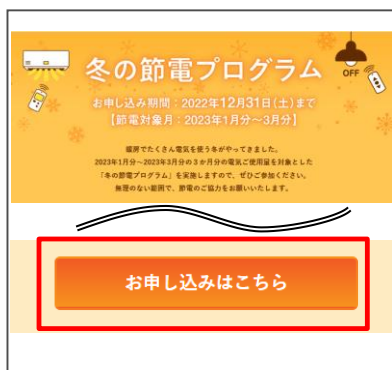 冬の節電プログラム
OFF
お申し込み期間：2022年12月31日(土)まで
【節電対象月：2023年1月分～3月分】
暖房でたくさん電気を使う冬がやってきました。
2023年1月分～2023年3月分の3か月分の電気ご使用量を対象とした
「冬の節電プログラム」を実施しますので、ぜひご参加ください。
無理のない範囲で、節電のご協力をお願いいたします。
お申し込みはこちら